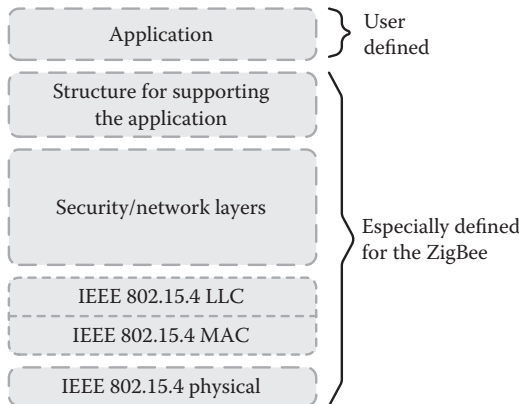 Application
User
defined
Structure for supporting
the application
Security/network layers
Especially defined
for the ZigBee
IEEE 802.15.4 LLC
IEEE 802.15.4 MAC
IEEE 802.15.4 physical